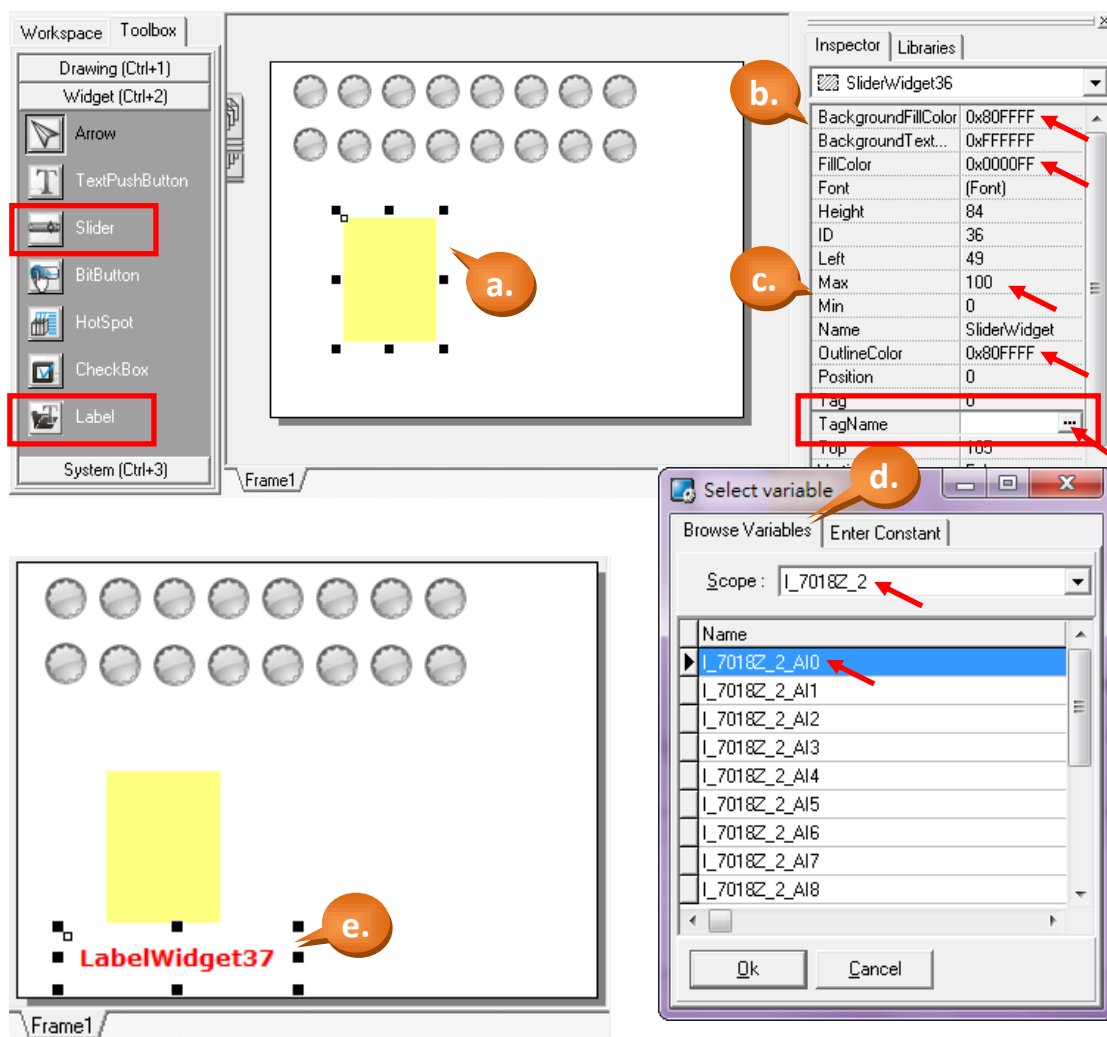 Workspace Toolbox
Drawing (Ctrl+1)
Widget (Ctrl+2)
Arrow
TextPushButton
Slider
BitButton
HotSpot
CheckBox
Label
System (Ctrl+3)
Frame1
a.
Inspector Libraries
SliderWidget36
b.
BackgroundFillColor 0x80FFFF
BackgroundText... 0xFFFFFF
FillColor 0x0000FF
Font (Font)
Height 84
ID 36
Left 49
c.
Max 100
Min 0
Name SliderWidget
OutlineColor 0x80FFFF
Position 0
Tag 0
TagName ...
Top 105
d.
Select variable
Browse Variables Enter Constant
Scope : I_7018Z_2
Name
I_7018Z_2_AI0
I_7018Z_2_AI1
I_7018Z_2_AI2
I_7018Z_2_AI3
I_7018Z_2_AI4
I_7018Z_2_AI5
I_7018Z_2_AI6
I_7018Z_2_AI7
I_7018Z_2_AI8
Ok Cancel
e.
LabelWidget37
Frame1